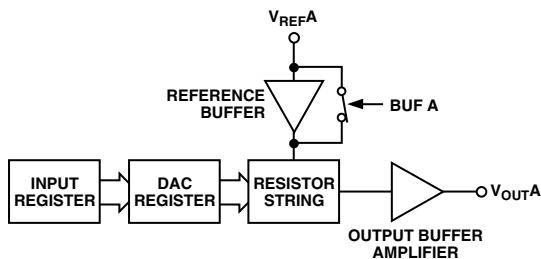 VREFA
REFERENCE
BUFFER
BUF A
INPUT
REGISTER
DAC
REGISTER
RESISTOR
STRING
VOUTA
OUTPUT BUFFER
AMPLIFIER